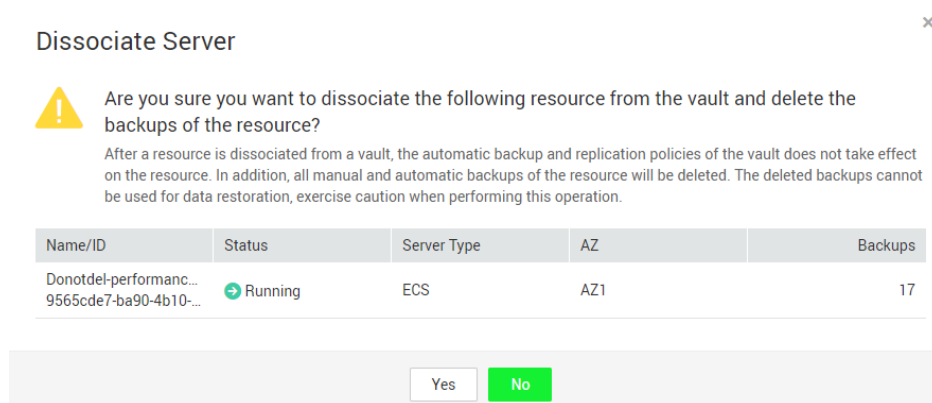 Dissociate Server
Are you sure you want to dissociate the following resource from the vault and delete the
backups of the resource?
After a resource is dissociated from a vault, the automatic backup and replication policies of the vault does not take effect
on the resource. In addition, all manual and automatic backups of the resource will be deleted. The deleted backups cannot
be used for data restoration, exercise caution when performing this operation.
Name/ID Status Server Type AZ Backups
Donotdel-performanc...
9565cde7-ba90-4b10-... Running ECS AZ1 17
Yes No